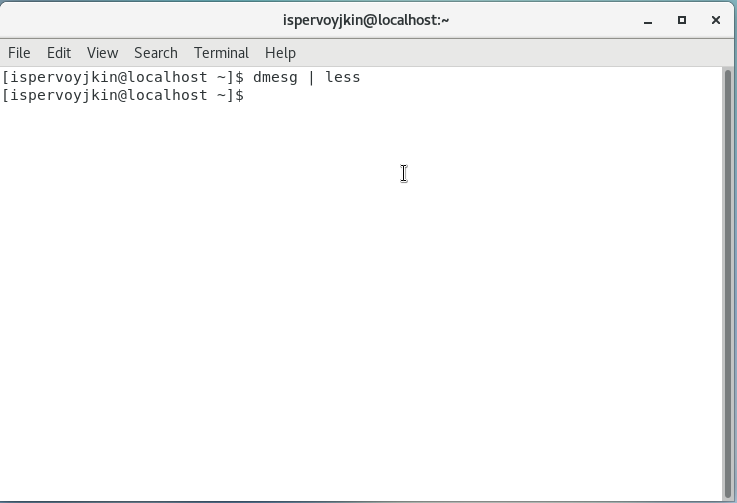 ispervoyjkin@localhost:~
File Edit View Search Terminal Help
[ispervoyjkin@localhost ~]$ dmesg | less
[ispervoyjkin@localhost ~]$